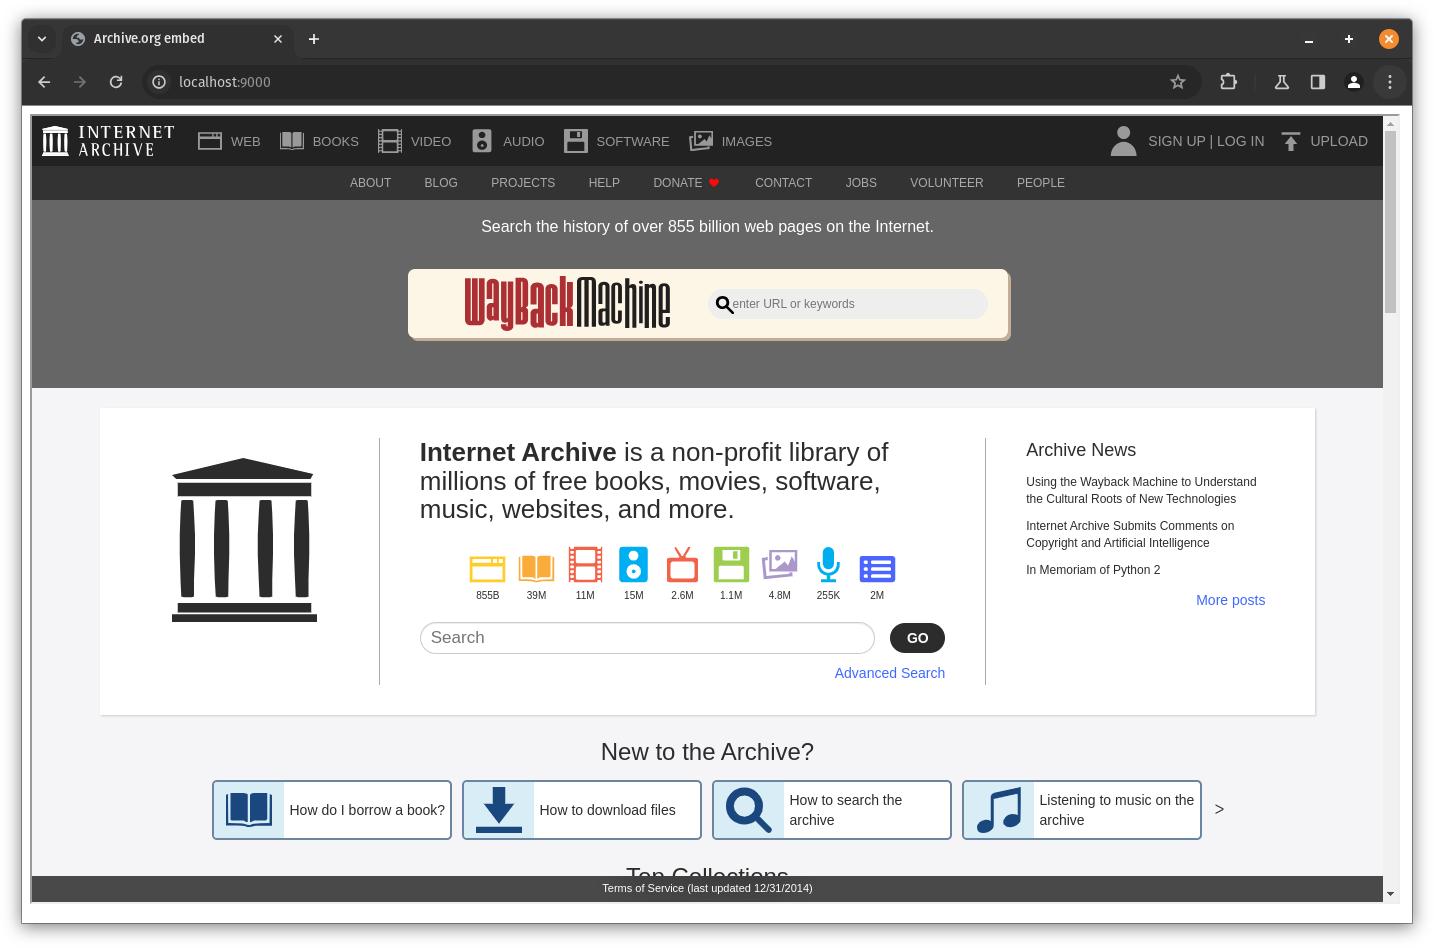 Archive.org embed
localhost:9000
INTERNET ARCHIVE
WEB BOOKS VIDEO AUDIO SOFTWARE IMAGES SIGN UP | LOG IN UPLOAD
ABOUT BLOG PROJECTS HELP DONATE CONTACT JOBS VOLUNTEER PEOPLE
Search the history of over 855 billion web pages on the Internet.
WayBackMachine
enter URL or keywords
Internet Archive is a non-profit library of
millions of free books, movies, software,
music, websites, and more.
855B 39M 11M 15M 2.6M 1.1M 4.8M 255K 2M
Search
GO
Advanced Search
Archive News
Using the Wayback Machine to Understand
the Cultural Roots of New Technologies
Internet Archive Submits Comments on
Copyright and Artificial Intelligence
In Memoriam of Python 2
More posts
New to the Archive?
How do I borrow a book?
How to download files
How to search the
archive
Listening to music on the
archive
>
Top Collections
Terms of Service (last updated 12/31/2014)